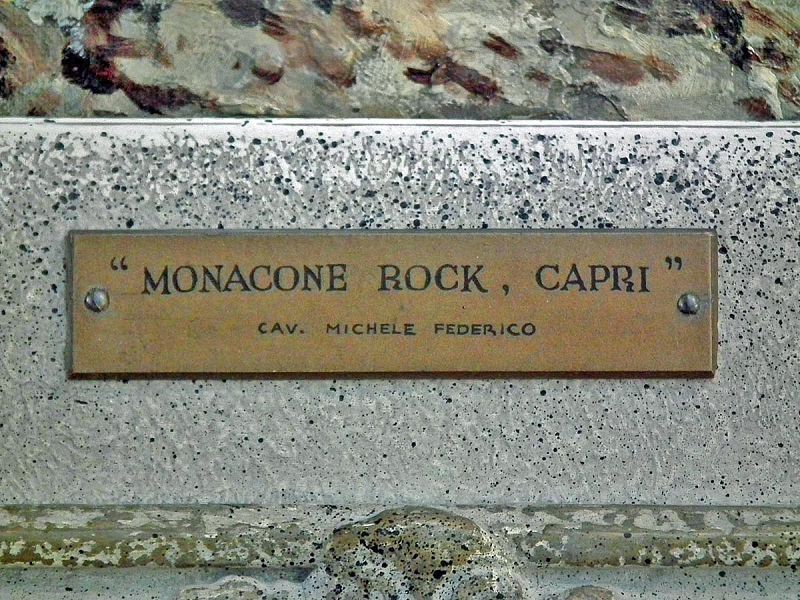 “MONACONE ROCK, CAPRI”
CAV. MICHELE FEDERICO